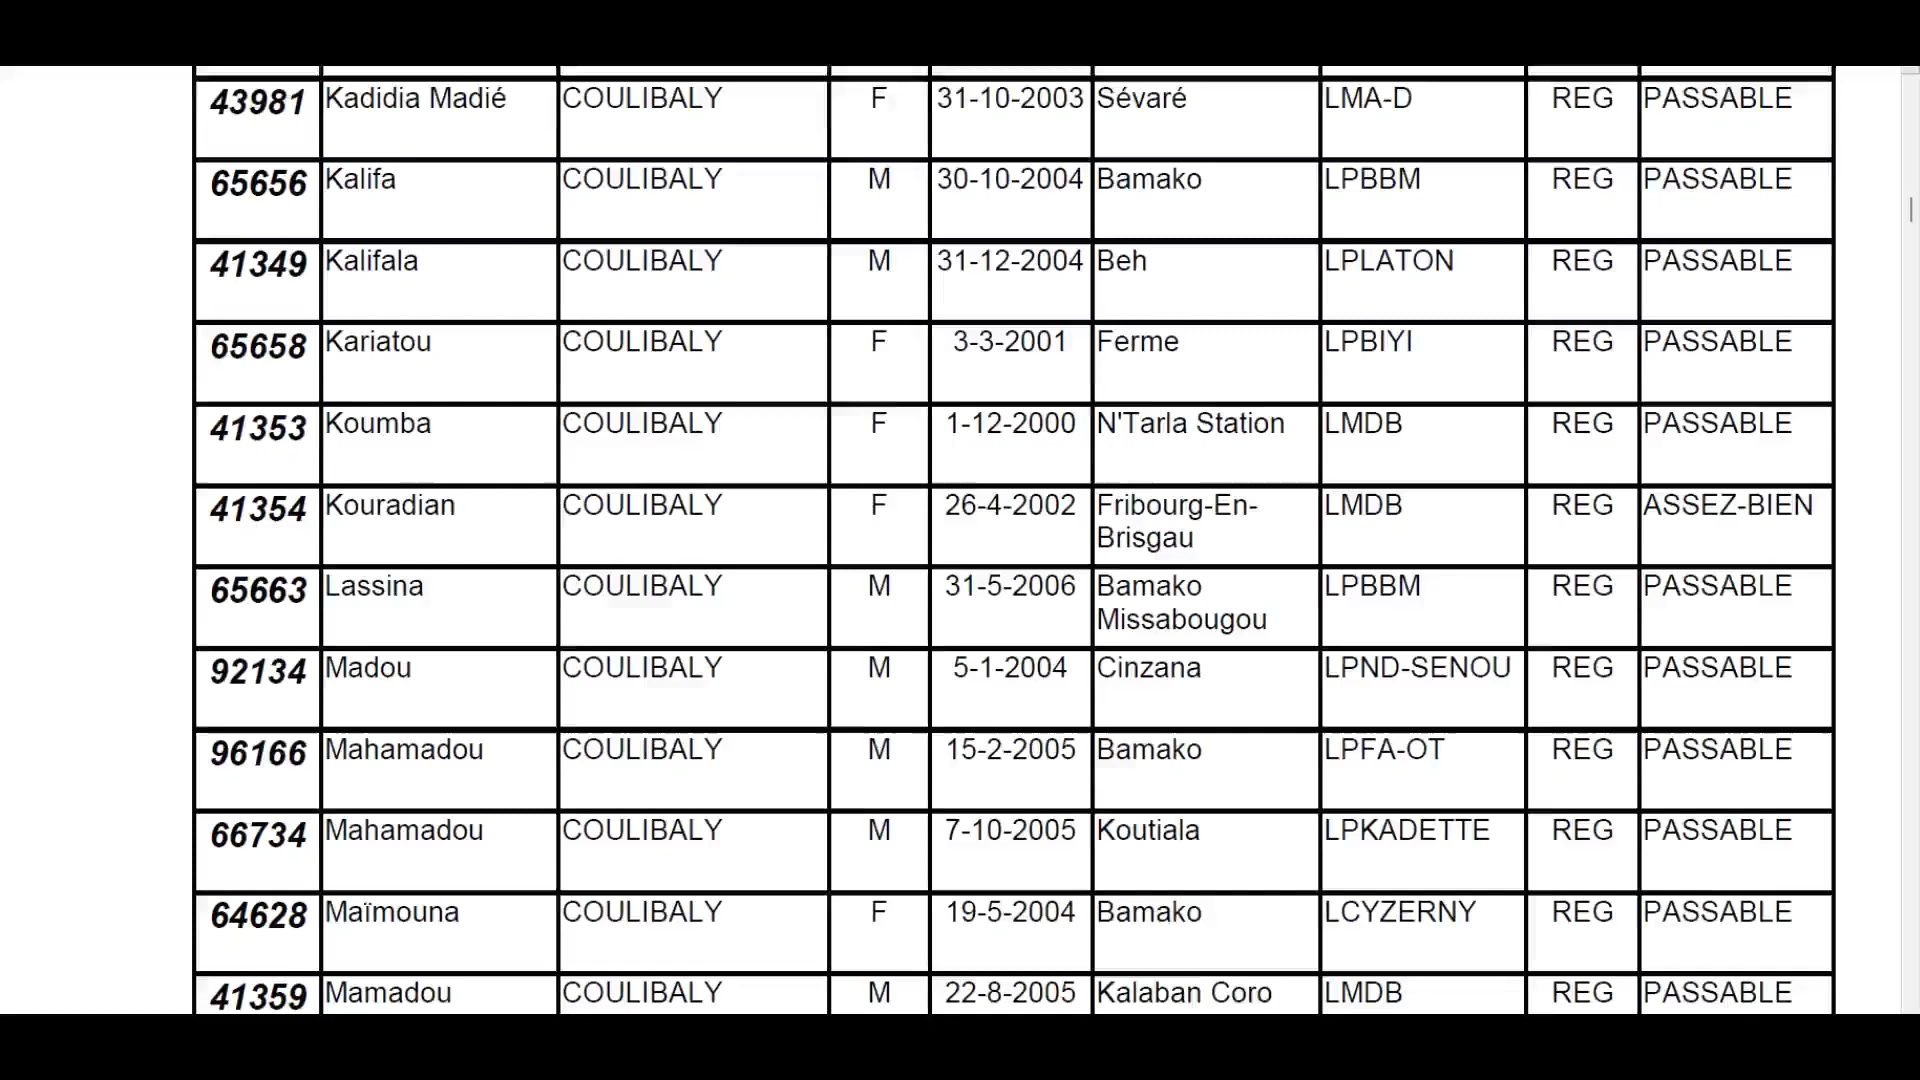 43981 Kadidia Madié COULIBALY F 31-10-2003 Sévaré LMA-D REG PASSABLE
65656 Kalifa COULIBALY M 30-10-2004 Bamako LPBBM REG PASSABLE
41349 Kalifala COULIBALY M 31-12-2004 Beh LPLATON REG PASSABLE
65658 Kariatou COULIBALY F 3-3-2001 Ferme LPBIYI REG PASSABLE
41353 Koumba COULIBALY F 1-12-2000 N'Tarla Station LMDB REG PASSABLE
41354 Kouradian COULIBALY F 26-4-2002 Fribourg-En- LMDB REG ASSEZ-BIEN
Brisgau
65663 Lassina COULIBALY M 31-5-2006 Bamako LPBBM REG PASSABLE
Missabougou
92134 Madou COULIBALY M 5-1-2004 Cinzana LPND-SENOU REG PASSABLE
96166 Mahamadou COULIBALY M 15-2-2005 Bamako LPFA-OT REG PASSABLE
66734 Mahamadou COULIBALY M 7-10-2005 Koutiala LPKADETTE REG PASSABLE
64628 Maïmouna COULIBALY F 19-5-2004 Bamako LCYZERNY REG PASSABLE
41359 Mamadou COULIBALY M 22-8-2005 Kalaban Coro LMDB REG PASSABLE